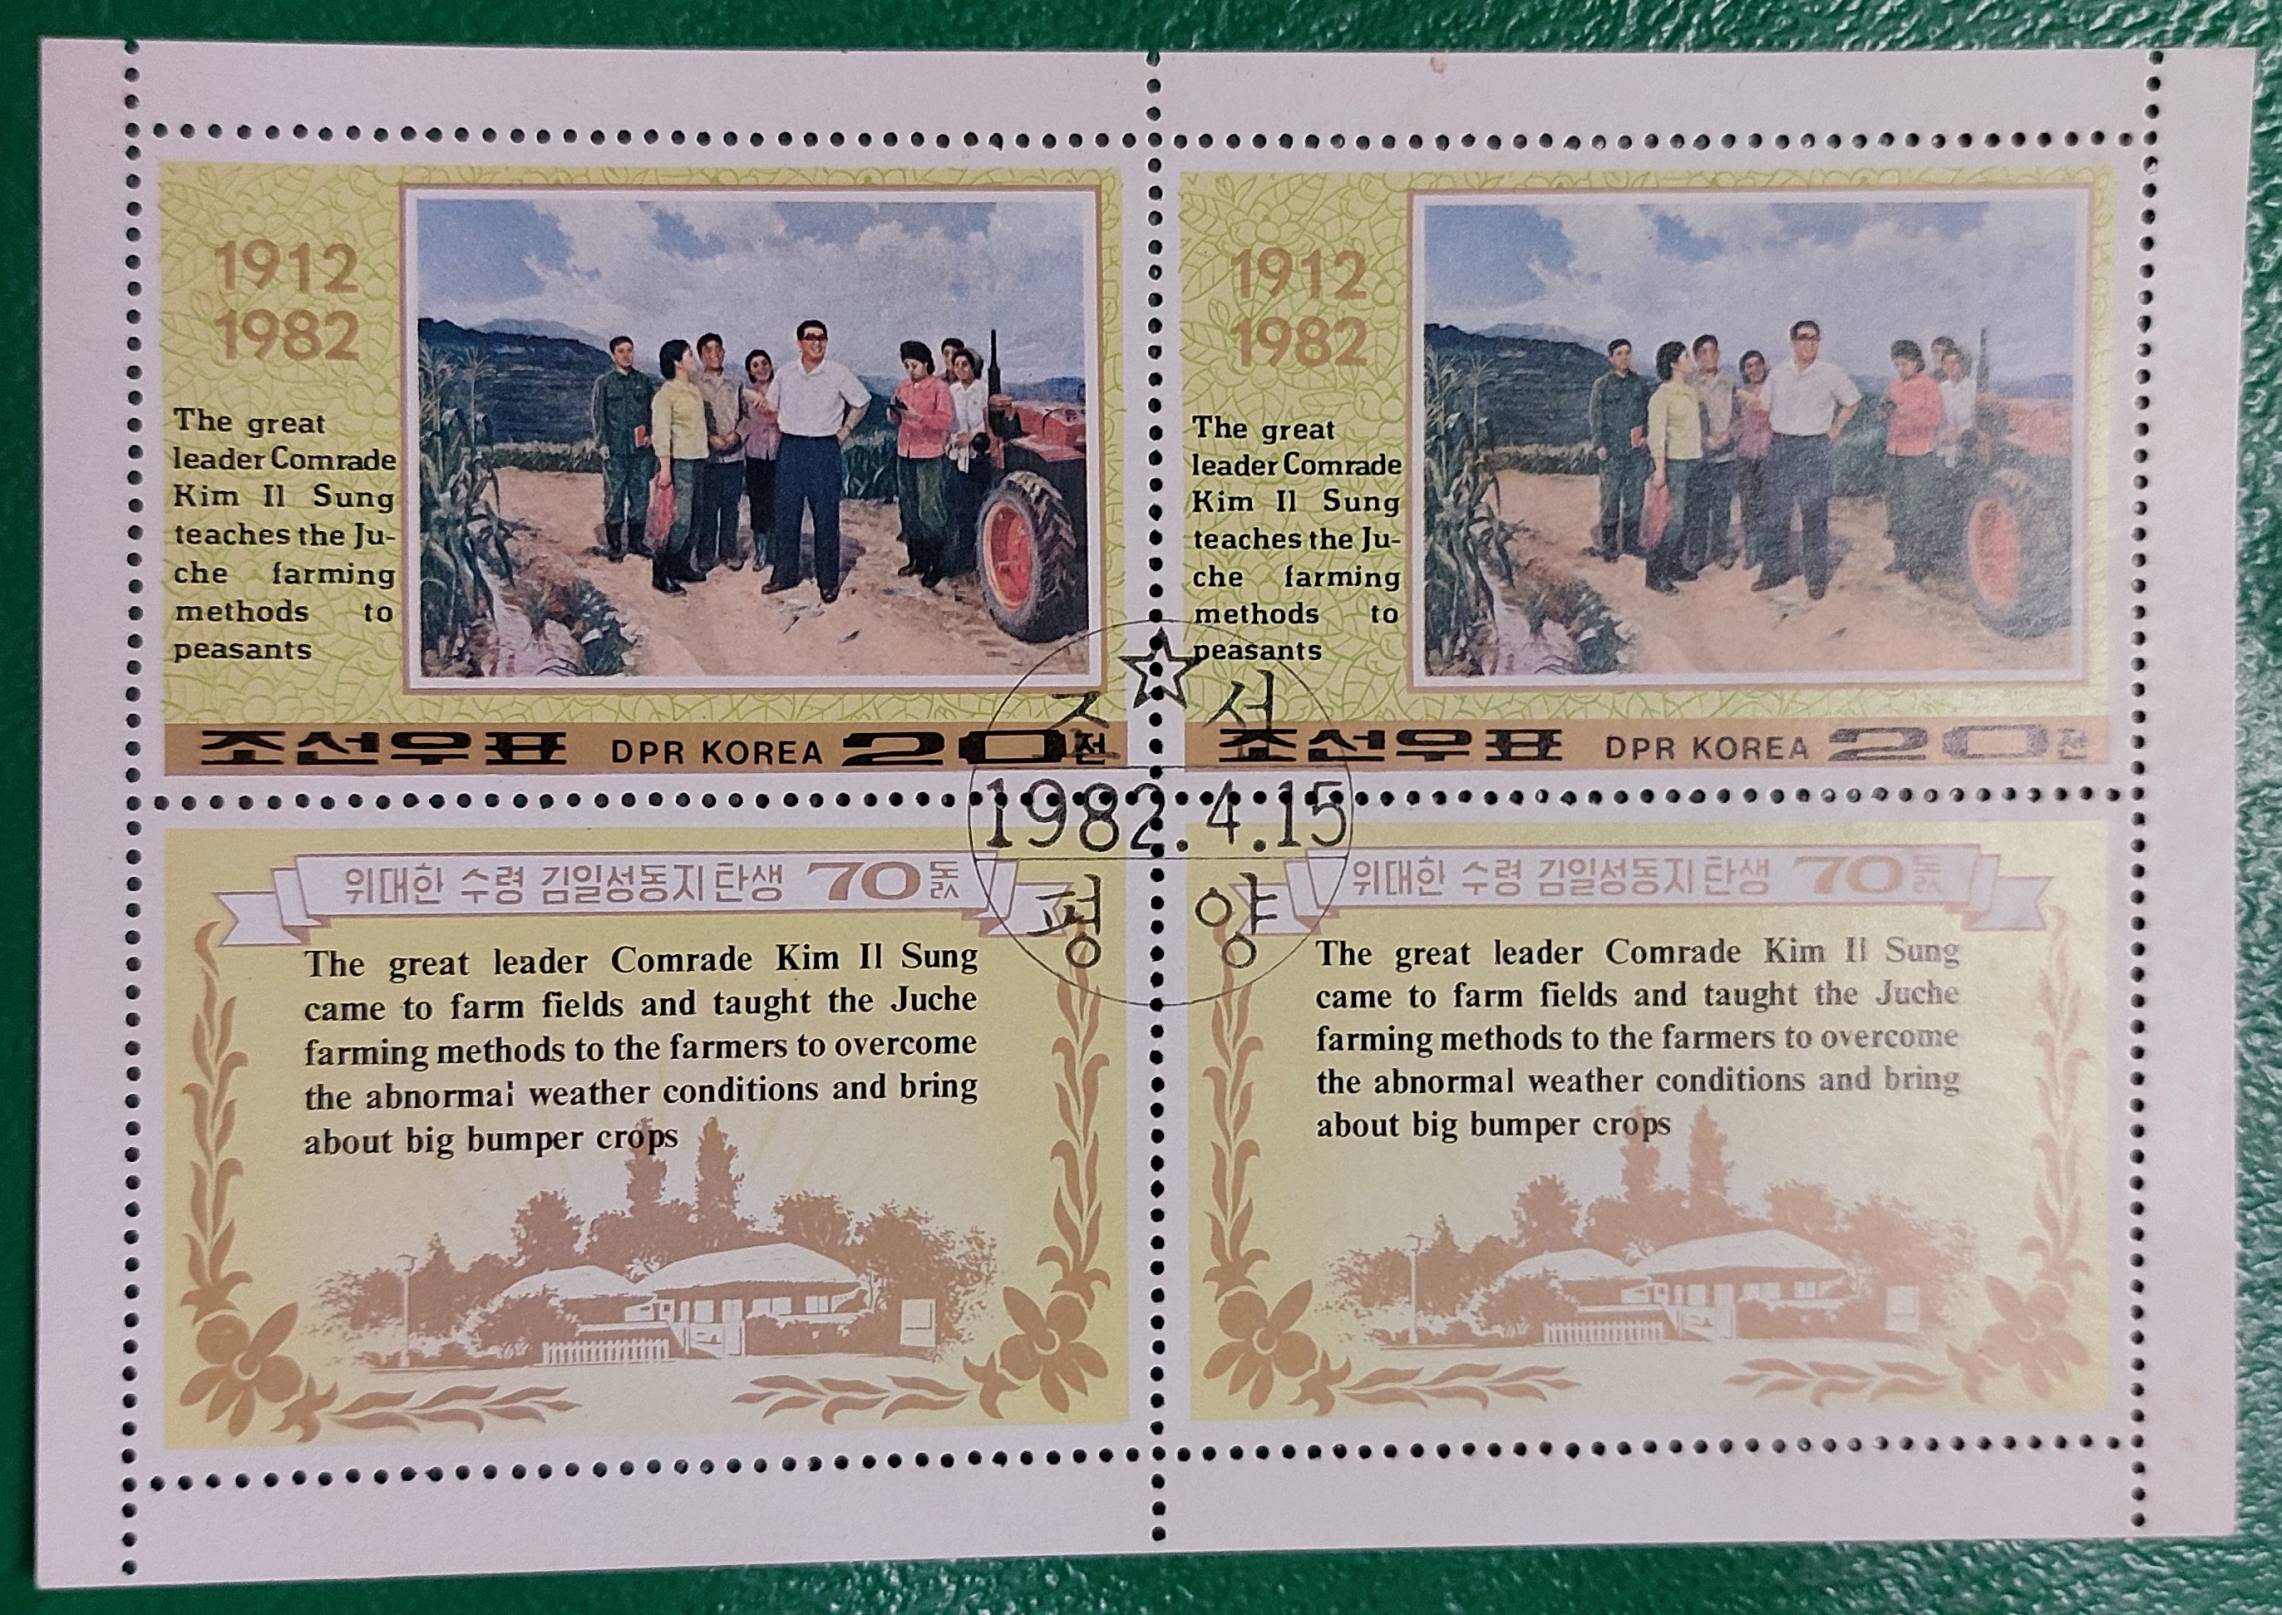 1912
1982
The great
leader Comrade
Kim Il Sung
teaches the Ju-
che farming
methods to
peasants
조선우표 DPR KOREA 20전
1912
1982
The great
leader Comrade
Kim Il Sung
teaches the Ju-
che farming
methods to
peasants
조선우표 DPR KOREA 20전
조선
1982.4.15
평양
위대한 수령 김일성동지 탄생 70돐
The great leader Comrade Kim Il Sung
came to farm fields and taught the Juche
farming methods to the farmers to overcome
the abnormal weather conditions and bring
about big bumper crops
위대한 수령 김일성동지 탄생 70돐
The great leader Comrade Kim Il Sung
came to farm fields and taught the Juche
farming methods to the farmers to overcome
the abnormal weather conditions and bring
about big bumper crops